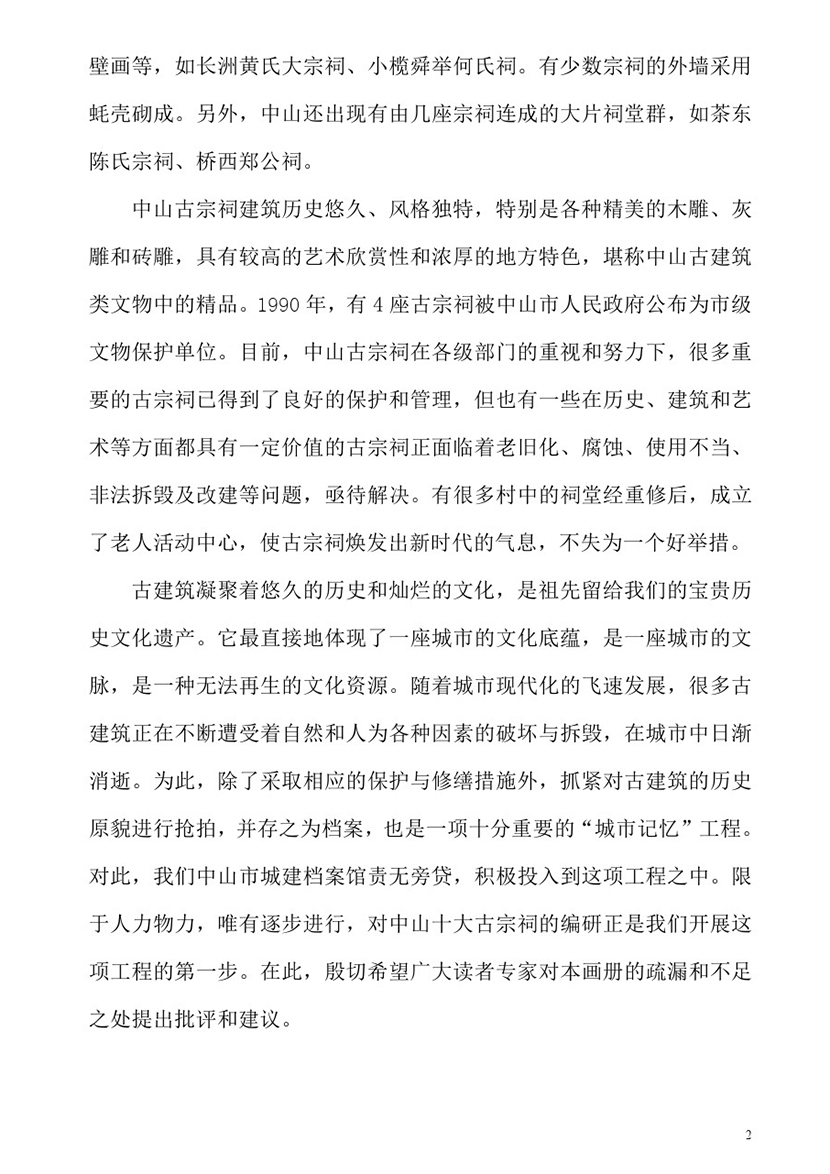 壁画等，如长洲黄氏大宗祠、小榄舜举何氏祠。有少数宗祠的外墙采用
蚝壳砌成。另外，中山还出现有由几座宗祠连成的大片祠堂群，如茶东
陈氏宗祠、桥西郑公祠。
中山古宗祠建筑历史悠久、风格独特，特别是各种精美的木雕、灰
雕和砖雕，具有较高的艺术欣赏性和浓厚的地方特色，堪称中山古建筑
类文物中的精品。1990 年，有 4 座古宗祠被中山市人民政府公布为市级
文物保护单位。目前，中山古宗祠在各级部门的重视和努力下，很多重
要的古宗祠已得到了良好的保护和管理，但也有一些在历史、建筑和艺
术等方面都具有一定价值的古宗祠正面临着老旧化、腐蚀、使用不当、
非法拆毁及改建等问题，亟待解决。有很多村中的祠堂经重修后，成立
了老人活动中心，使古宗祠焕发出新时代的气息，不失为一个好举措。
古建筑凝聚着悠久的历史和灿烂的文化，是祖先留给我们的宝贵历
史文化遗产。它最直接地体现了一座城市的文化底蕴，是一座城市的文
脉，是一种无法再生的文化资源。随着城市现代化的飞速发展，很多古
建筑正在不断遭受着自然和人为各种因素的破坏与拆毁，在城市中日渐
消逝。为此，除了采取相应的保护与修缮措施外，抓紧对古建筑的历史
原貌进行抢拍，并存之为档案，也是一项十分重要的“城市记忆”工程。
对此，我们中山市城建档案馆责无旁贷，积极投入到这项工程之中。限
于人力物力，唯有逐步进行，对中山十大古宗祠的编研正是我们开展这
项工程的第一步。在此，殷切希望广大读者专家对本画册的疏漏和不足
之处提出批评和建议。
2